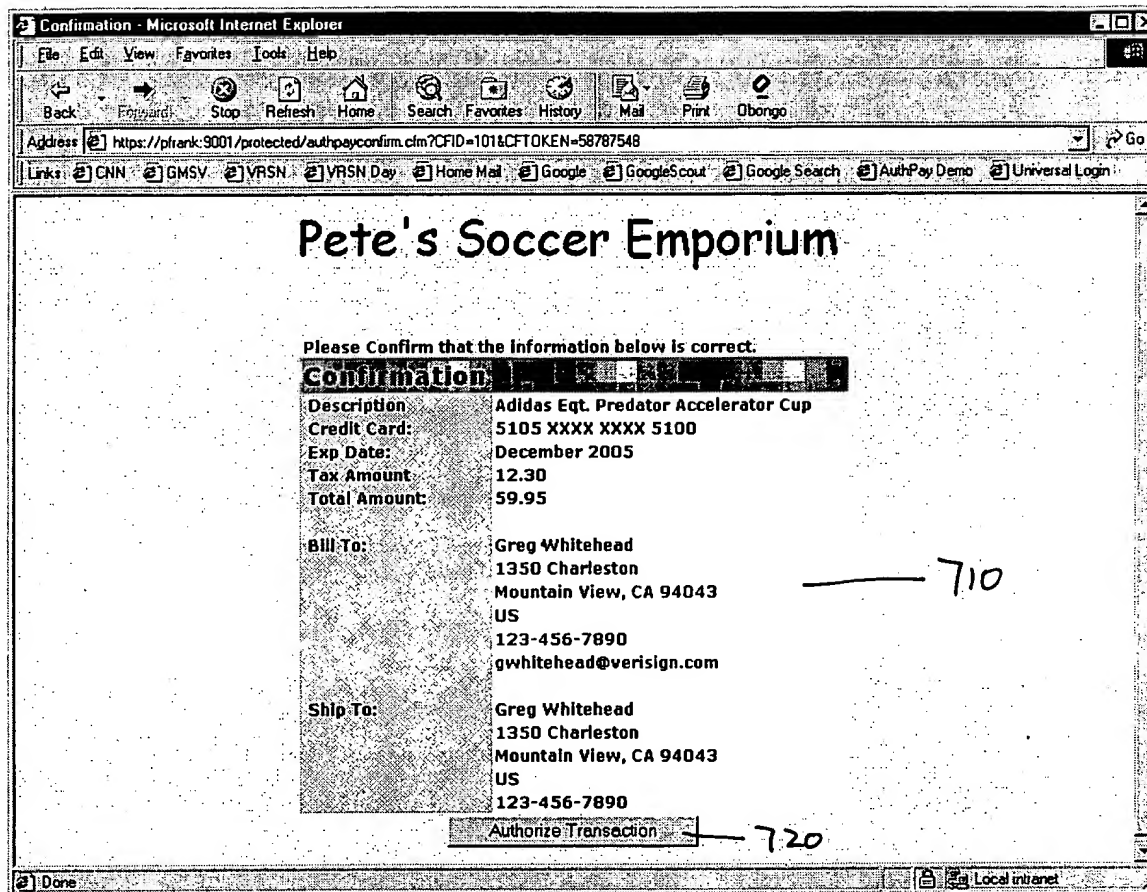 Confirmation - Microsoft Internet Explorer
File Edit View Favorites Tools Help
Back Forward Stop Refresh Home Search Favorites History Mail Print Obongo
Address https://pfrank:9001/protected/authpayconfirm.cfm?CFID=101&CFTOKEN=58787548 Go
Links CNN GMSV VRSN VRSN Day Home Mail Google GoogleScout Google Search AuthPay Demo Universal Login
Pete's Soccer Emporium
Please Confirm that the information below is correct.
Confirmation
Description Adidas Eqt. Predator Accelerator Cup
Credit Card: 5105 XXXX XXXX 5100
Exp Date: December 2005
Tax Amount 12.30
Total Amount: 59.95
Bill To: Greg Whitehead
1350 Charleston
Mountain View, CA 94043 710
US
123-456-7890
gwhitehead@verisign.com
Ship To: Greg Whitehead
1350 Charleston
Mountain View, CA 94043
US
123-456-7890
Authorize Transaction 720
Done Local intranet